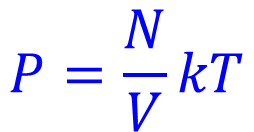 P = N/V kT